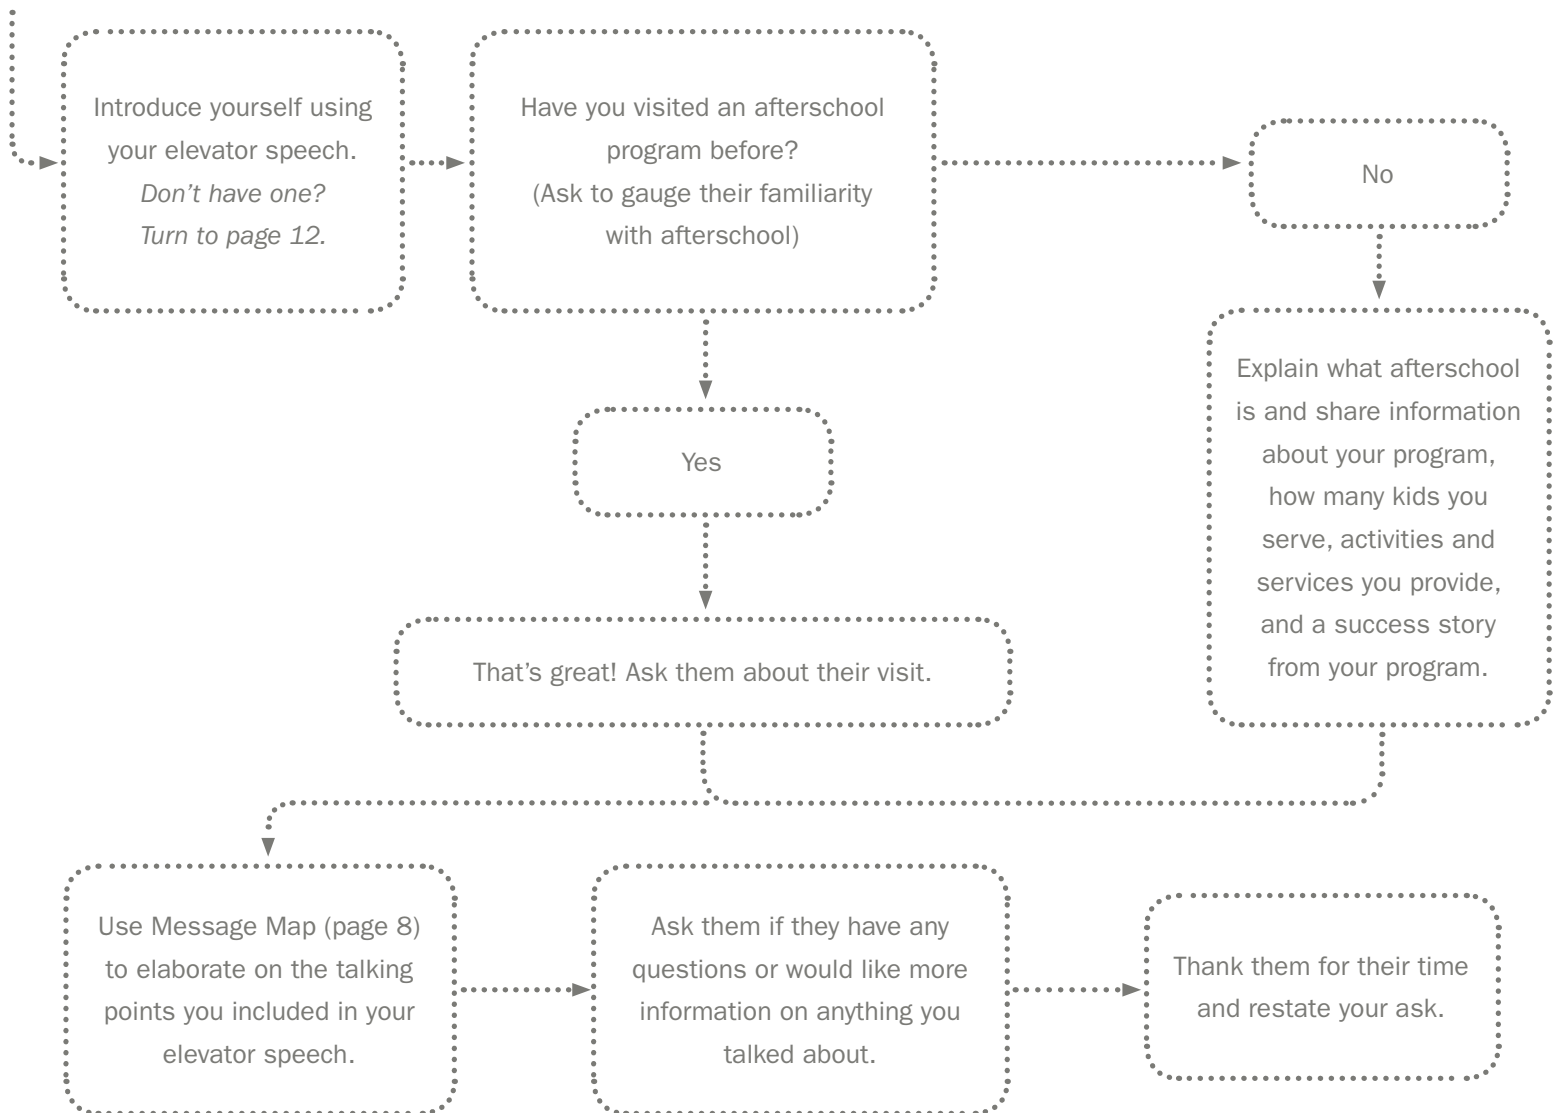 Introduce yourself using
your elevator speech.
Don't have one?
Turn to page 12.
Have you visited an afterschool
program before?
(Ask to gauge their familiarity
with afterschool)
No
Yes
Explain what afterschool
is and share information
about your program,
how many kids you
serve, activities and
services you provide,
and a success story
from your program.
That's great! Ask them about their visit.
Use Message Map (page 8)
to elaborate on the talking
points you included in your
elevator speech.
Ask them if they have any
questions or would like more
information on anything you
talked about.
Thank them for their time
and restate your ask.